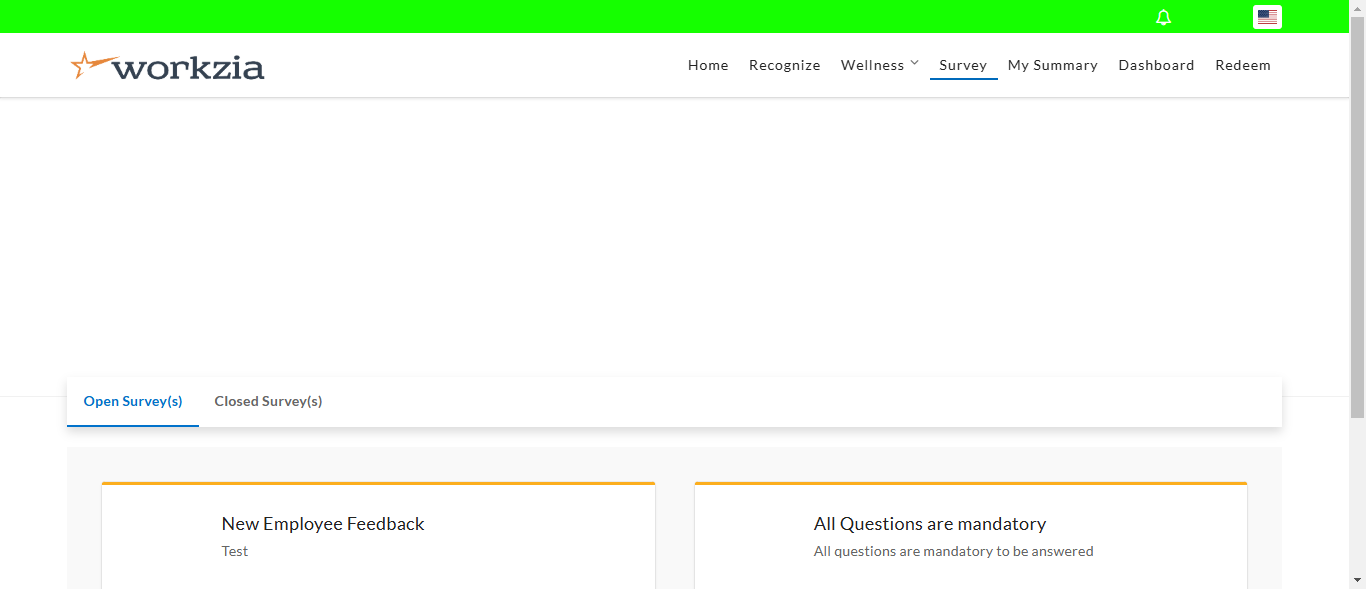 workzia
Home Recognize Wellness Survey My Summary Dashboard Redeem
Open Survey(s) Closed Survey(s)
New Employee Feedback
Test
All Questions are mandatory
All questions are mandatory to be answered